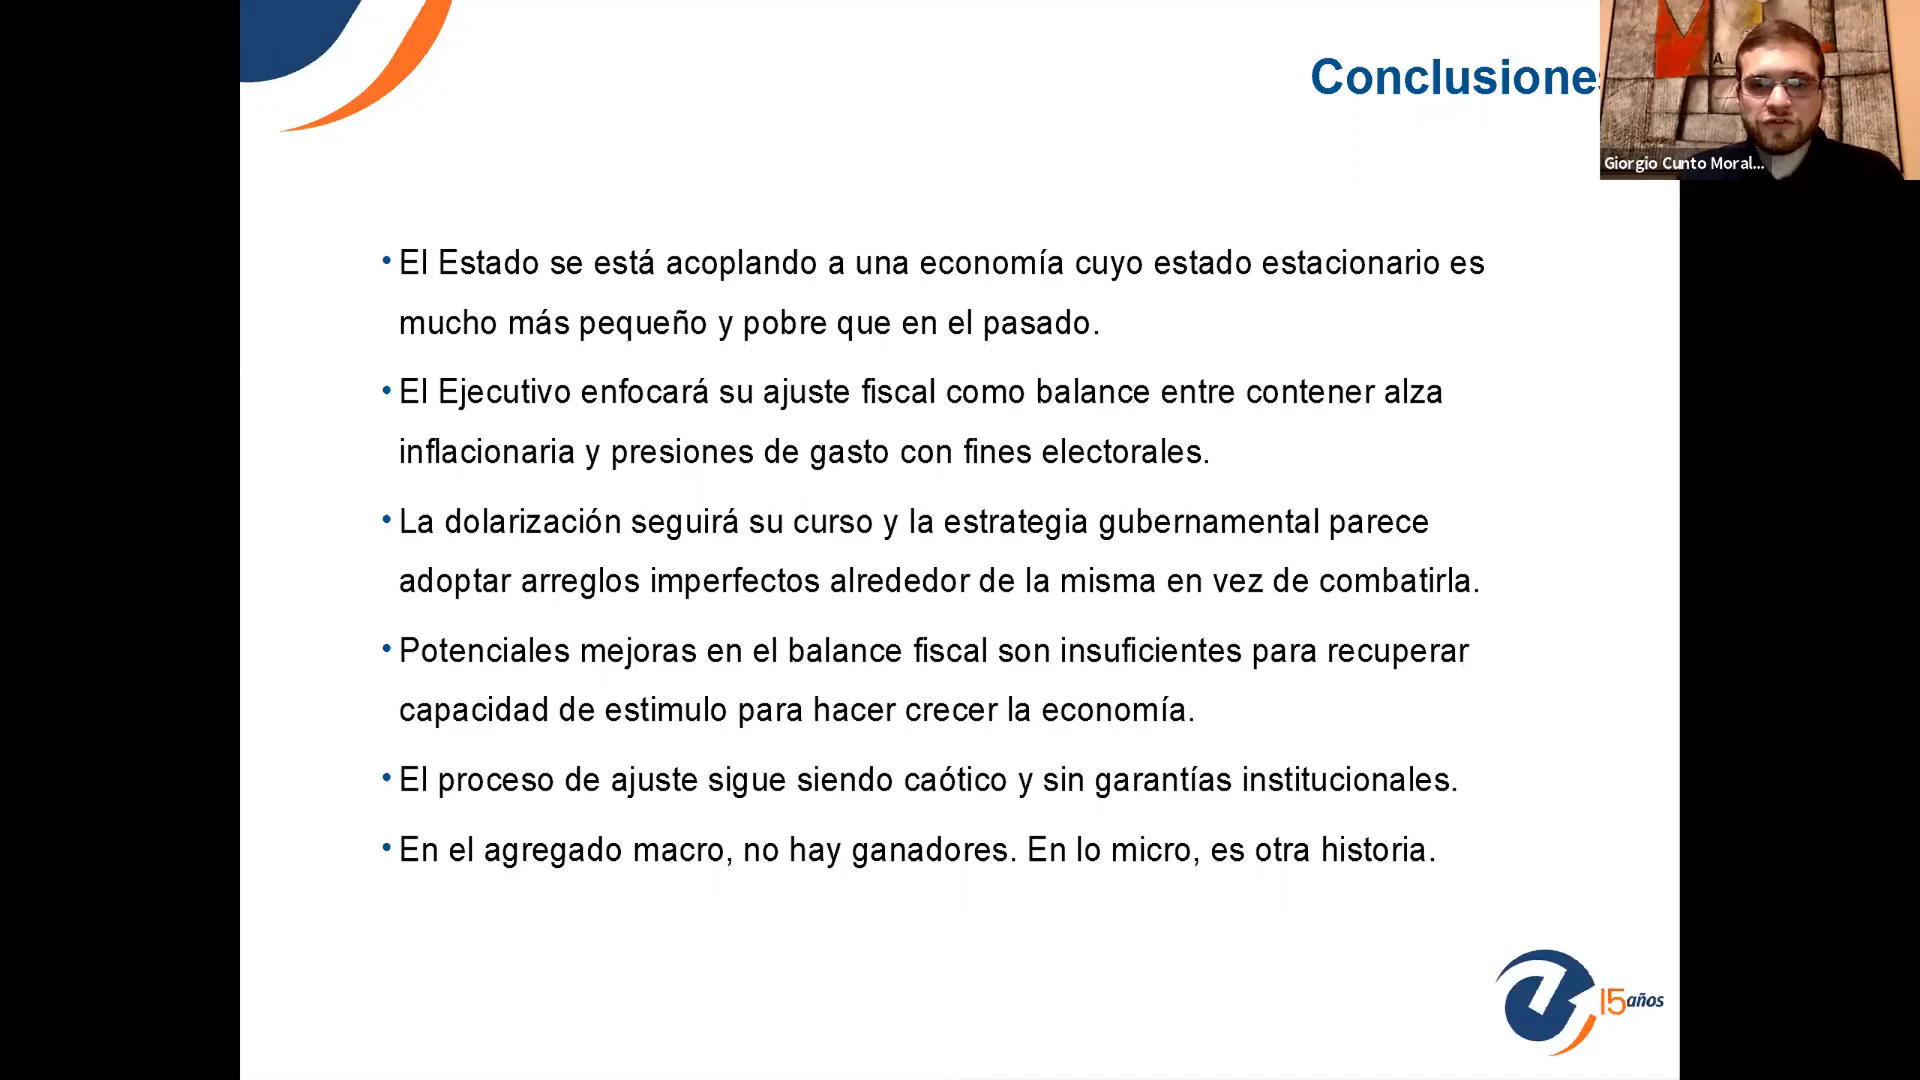 Conclusiones
Giorgio Cunto Moral...
• El Estado se está acoplando a una economía cuyo estado estacionario es
mucho más pequeño y pobre que en el pasado.
• El Ejecutivo enfocará su ajuste fiscal como balance entre contener alza
inflacionaria y presiones de gasto con fines electorales.
• La dolarización seguirá su curso y la estrategia gubernamental parece
adoptar arreglos imperfectos alrededor de la misma en vez de combatirla.
• Potenciales mejoras en el balance fiscal son insuficientes para recuperar
capacidad de estimulo para hacer crecer la economía.
• El proceso de ajuste sigue siendo caótico y sin garantías institucionales.
• En el agregado macro, no hay ganadores. En lo micro, es otra historia.
15 años